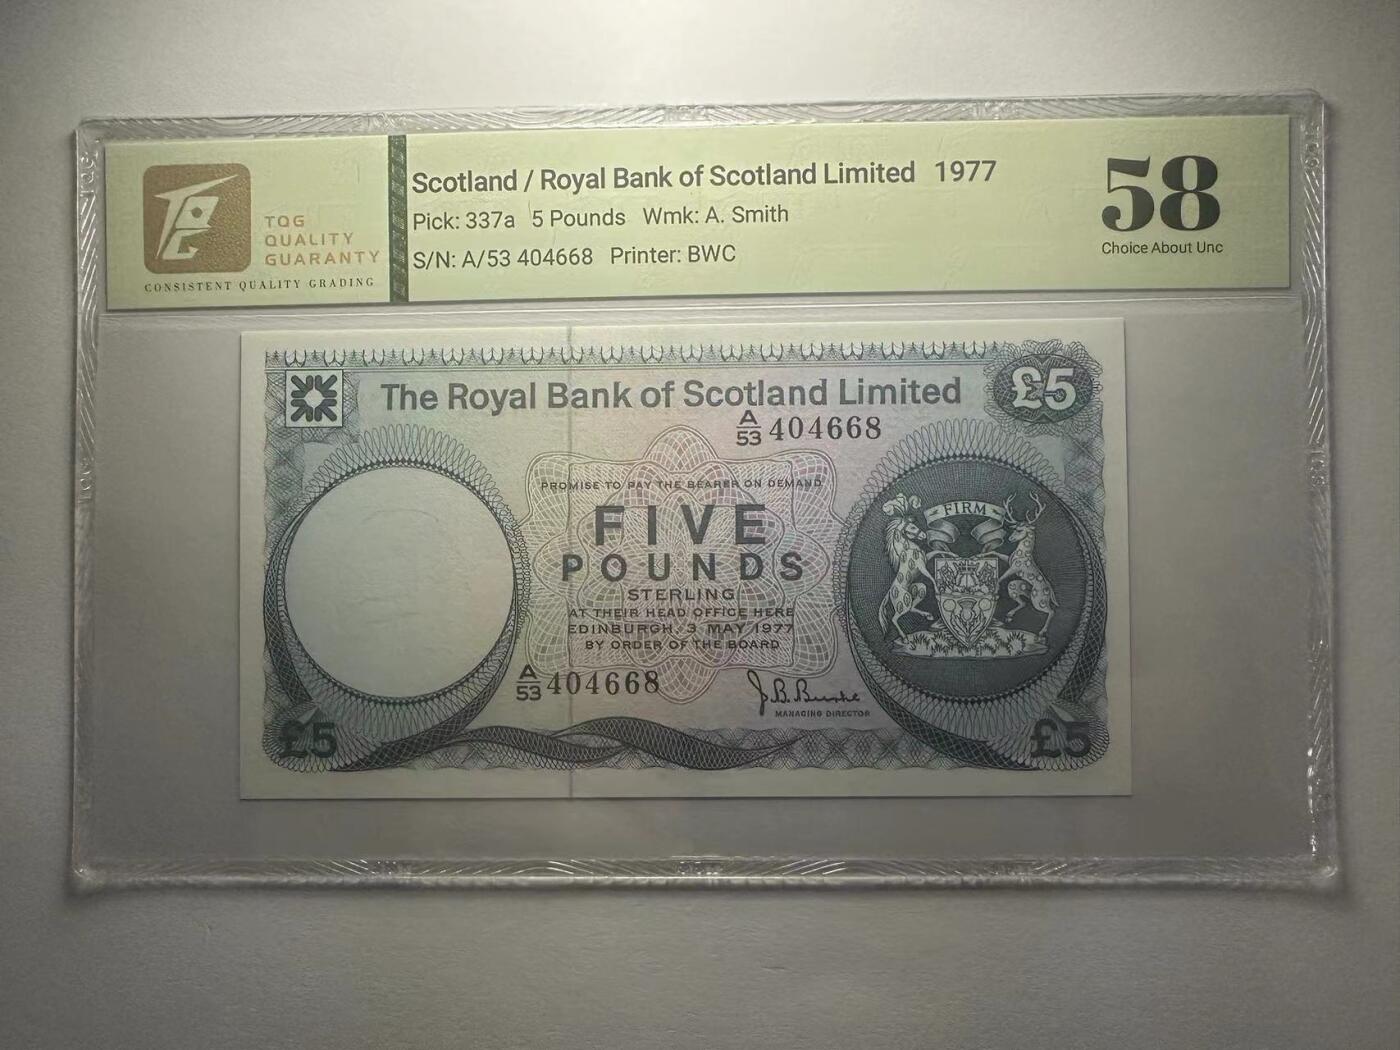 TQG
QUALITY
GUARANTY
CONSISTENT QUALITY GRADING
Scotland / Royal Bank of Scotland Limited 1977
Pick: 337a 5 Pounds Wmk: A. Smith
S/N: A/53 404668 Printer: BWC
58
Choice About Unc
The Royal Bank of Scotland Limited
£5
A/53 404668
PROMISE TO PAY THE BEARER ON DEMAND
FIVE
POUNDS
STERLING
AT THEIR HEAD OFFICE HERE
EDINBURGH, 3 MAY 1977
BY ORDER OF THE BOARD
FIRM
A/53 404668
J. B. Burke
MANAGING DIRECTOR
£5
£5